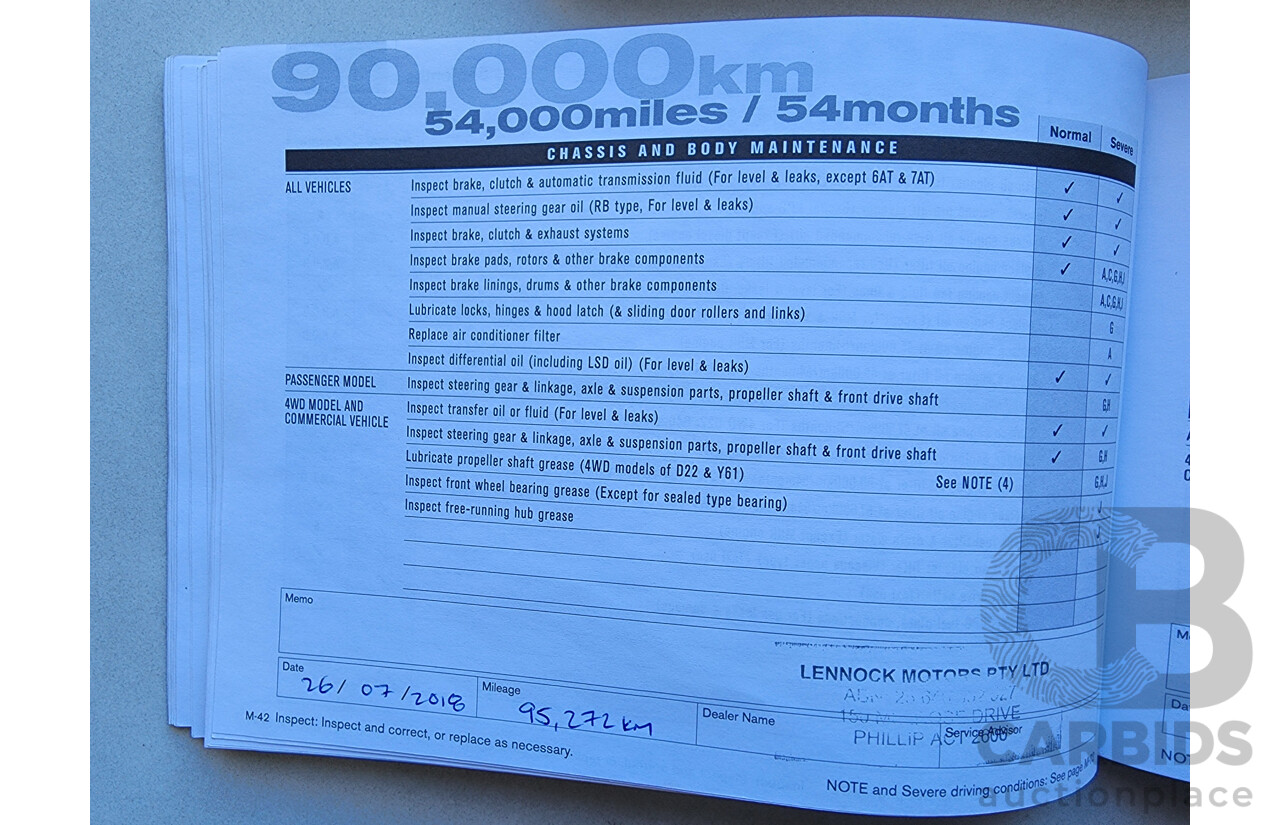 90,000km
54,000miles / 54months
Normal Severe
CHASSIS AND BODY MAINTENANCE
ALL VEHICLES Inspect brake, clutch & automatic transmission fluid (For level & leaks, except 6AT & 7AT) ✓ ✓
Inspect manual steering gear oil (RB type, For level & leaks) ✓ ✓
Inspect brake, clutch & exhaust systems ✓ ✓
Inspect brake pads, rotors & other brake components ✓ A,C,G,H,J
Inspect brake linings, drums & other brake components A,C,G,H,J
Lubricate locks, hinges & hood latch (& sliding door rollers and links) G
Replace air conditioner filter A
Inspect differential oil (including LSD oil) (For level & leaks) ✓ ✓
PASSENGER MODEL Inspect steering gear & linkage, axle & suspension parts, propeller shaft & front drive shaft G,H
4WD MODEL AND
COMMERCIAL VEHICLE
Inspect transfer oil or fluid (For level & leaks) ✓ ✓
Inspect steering gear & linkage, axle & suspension parts, propeller shaft & front drive shaft ✓ G,H
Lubricate propeller shaft grease (4WD models of D22 & Y61) See NOTE (4) G,H,J
Inspect front wheel bearing grease (Except for sealed type bearing) ✓
Inspect free-running hub grease ✓
Memo
LENNOCK MOTORS PTY LTD
DRIVE
PHILLIP ACT 2606
Date 26/07/2018
Mileage 95,272 km
Dealer Name
Service Advisor
M-42 Inspect: Inspect and correct, or replace as necessary.
NOTE and Severe driving conditions: See page
NO
CARBIDS
auctionplace